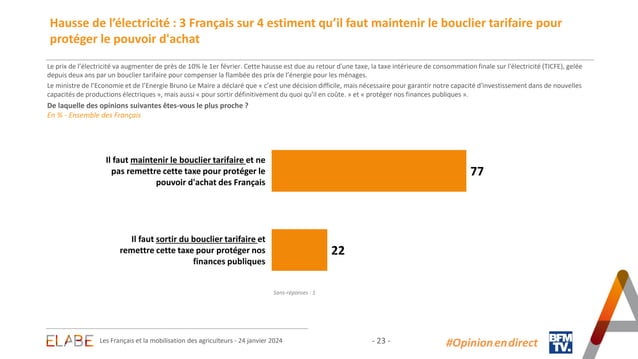 Hausse de l’électricité : 3 Français sur 4 estiment qu’il faut maintenir le bouclier tarifaire pour
protéger le pouvoir d'achat
Le prix de l’électricité va augmenter de près de 10% le 1er février. Cette hausse est due au retour d’une taxe, la taxe intérieure de consommation finale sur l’électricité (TICFE), gelée
depuis deux ans par un bouclier tarifaire pour compenser la flambée des prix de l’énergie pour les ménages.
Le ministre de l’Economie et de l’Energie Bruno Le Maire a déclaré que « c’est une décision difficile, mais nécessaire pour garantir notre capacité d’investissement dans de nouvelles
capacités de productions électriques », mais aussi « pour sortir définitivement du quoi qu’il en coûte. » et « protéger nos finances publiques ».
De laquelle des opinions suivantes êtes-vous le plus proche ?
En % - Ensemble des Français
Il faut maintenir le bouclier tarifaire et ne
pas remettre cette taxe pour protéger le
pouvoir d'achat des Français
77
Il faut sortir du bouclier tarifaire et
remettre cette taxe pour protéger nos
finances publiques
22
Sans réponses : 1
ELABE
Les Français et la mobilisation des agriculteurs - 24 janvier 2024
- 23 -
#Opinion en direct
BFM
TV.